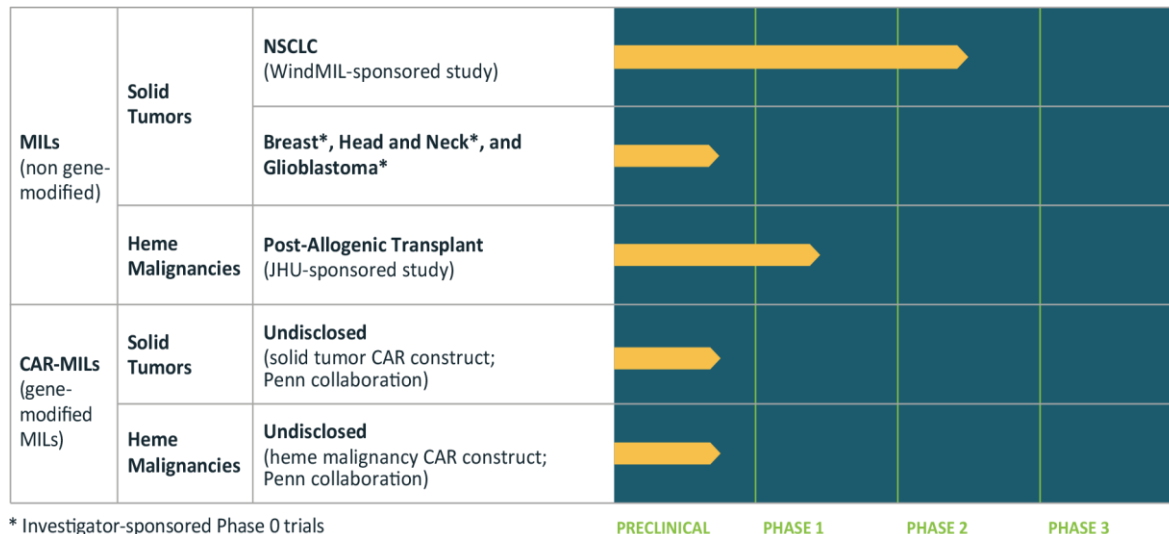 MILs
(non gene-
modified)
Solid
Tumors
NSCLC
(WindMIL-sponsored study)
Breast*, Head and Neck*, and
Glioblastoma*
Heme
Malignancies
Post-Allogenic Transplant
(JHU-sponsored study)
CAR-MILs
(gene-
modified
MILs)
Solid
Tumors
Undisclosed
(solid tumor CAR construct;
Penn collaboration)
Heme
Malignancies
Undisclosed
(heme malignancy CAR construct;
Penn collaboration)
* Investigator-sponsored Phase 0 trials
PRECLINICAL
PHASE 1
PHASE 2
PHASE 3